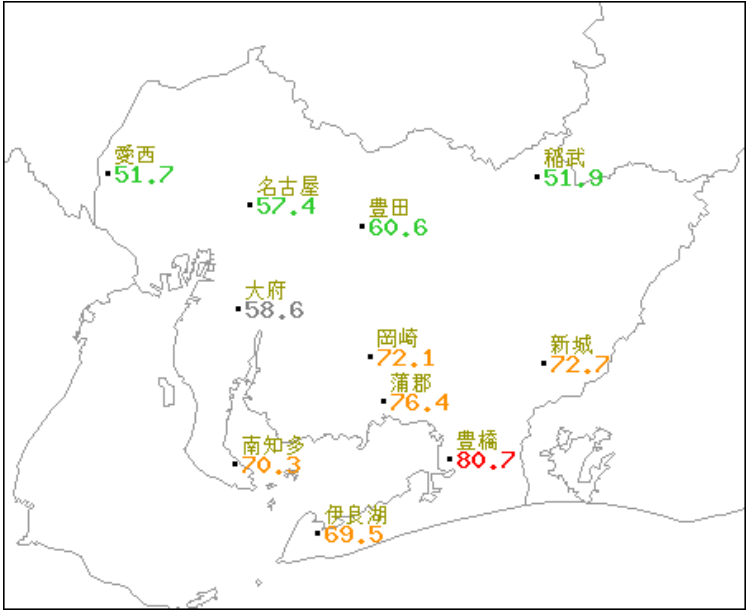 愛西
51.7
稲武
51.9
名古屋
57.4
豊田
60.6
大府
58.6
岡崎
72.1
新城
72.7
蒲郡
76.4
南知多
70.3
豊橋
80.7
伊良湖
69.5